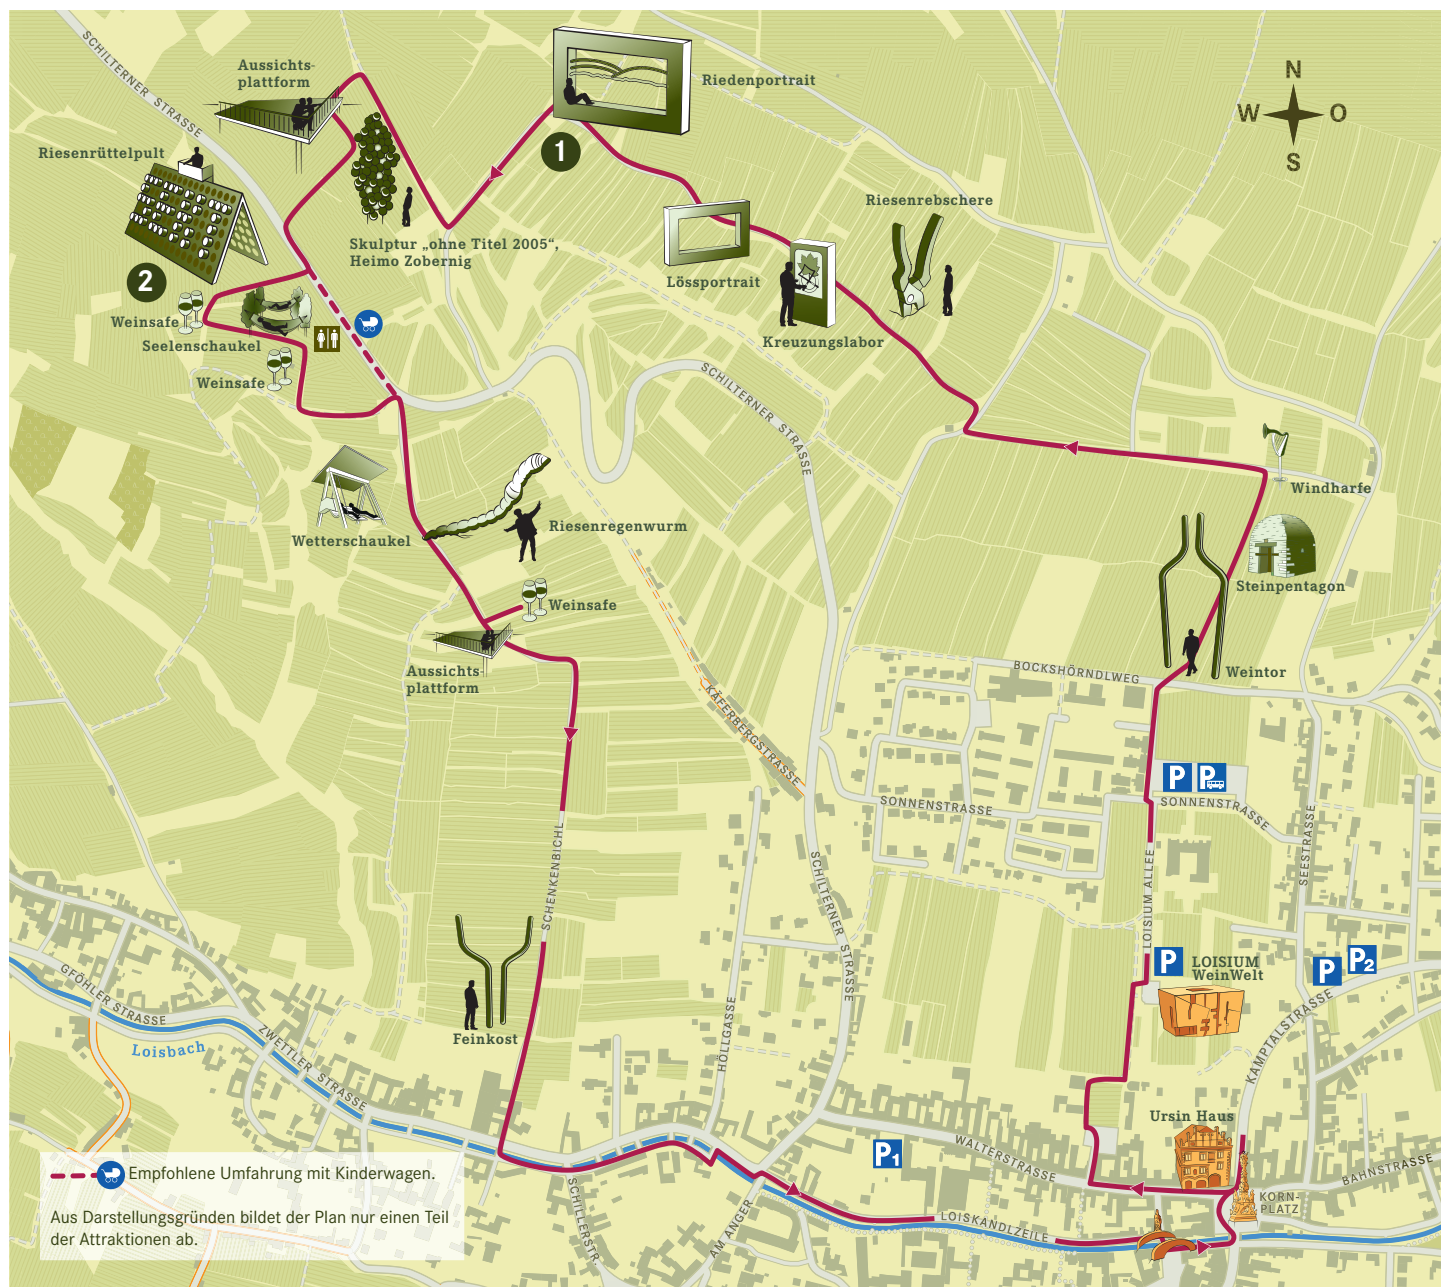 SCHILTERNER STRASSE
Aussichts-
plattform
Riedenportrait
N
W
O
S
1
Riesenrüttelpult
Riesenrebschere
Skulptur „ohne Titel 2005“,
Heimo Zobernig
2
Lössportrait
Weinsafe
Seelenschaukel
Kreuzungslabor
Weinsafe
SCHILTERNER STRASSE
Windharfe
Riesenregenwurm
Wetterschaukel
Steinpentagon
Weinsafe
Aussichts-
plattform
BOCKSHÖRNDLWEG
Weintor
KÄFERBERGSTRASSE
P
P
SONNENSTRASSE
SONNENSTRASSE
SEESTRASSE
SCHENKENBICHL
SCHILTERNER STRASSE
LOISIUM ALLEE
P
LOISIUM
WeinWelt
P
P2
GFÖHLER STRASSE
Loisbach
ZWETTLER STRASSE
Feinkost
HÖLLGASSE
KAMPTALSTRASSE
Ursin Haus
P1
WALTERSTRASSE
BAHNSTRASSE
KORN-
PLATZ
Empfohlene Umfahrung mit Kinderwagen.
Aus Darstellungsgründen bildet der Plan nur einen Teil
der Attraktionen ab.
SCHILLERSTR.
AM ANGER
LOISKANDLZEILE